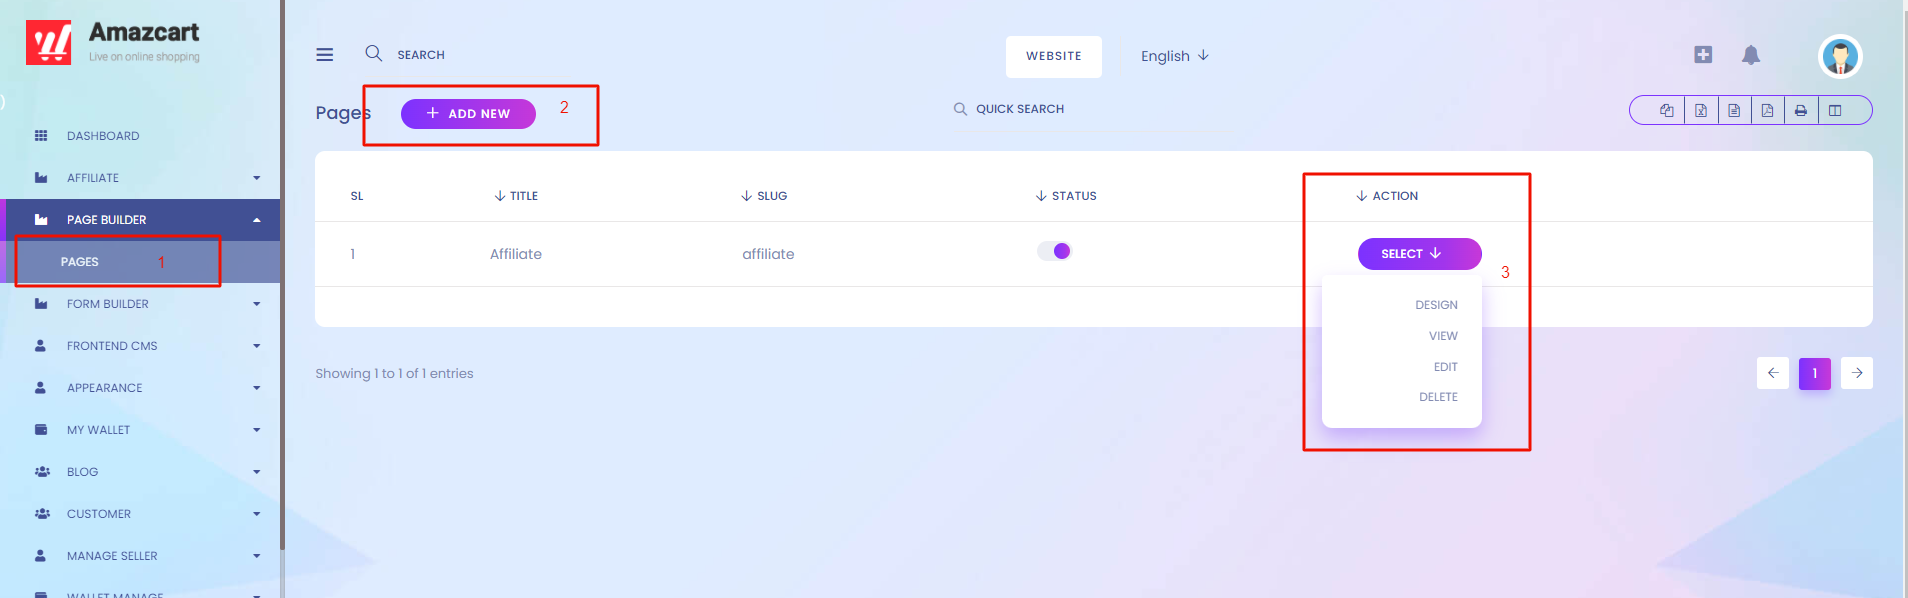 Amazcart
Live on online shopping
)
DASHBOARD
AFFILIATE
PAGE BUILDER
PAGES 1
FORM BUILDER
FRONTEND CMS
APPEARANCE
MY WALLET
BLOG
CUSTOMER
MANAGE SELLER
WALLET MANAGE
SEARCH
WEBSITE
English
Pages
ADD NEW
2
QUICK SEARCH
SL TITLE SLUG STATUS ACTION
1 Affiliate affiliate SELECT
3
DESIGN
VIEW
EDIT
DELETE
Showing 1 to 1 of 1 entries
1